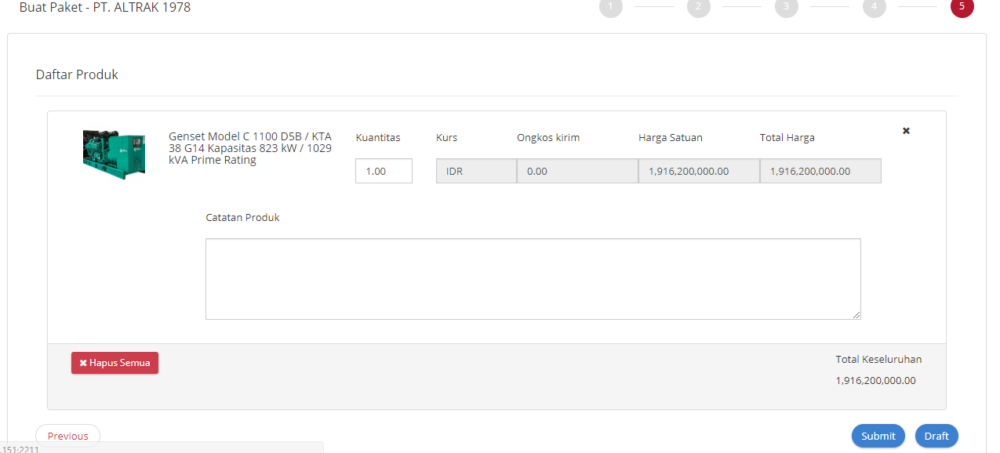 Buat Paket - PT. ALTRAK 1978
1
2
3
4
5
Daftar Produk
Genset Model C 1100 D5B / KTA
38 G14 Kapasitas 823 kW / 1029
kVA Prime Rating
Kuantitas
Kurs
Ongkos kirim
Harga Satuan
Total Harga
1.00
IDR
0.00
1,916,200,000.00
1,916,200,000.00
Catatan Produk
Hapus Semua
Total Keseluruhan
1,916,200,000.00
Previous
Submit
Draft
.151:2211